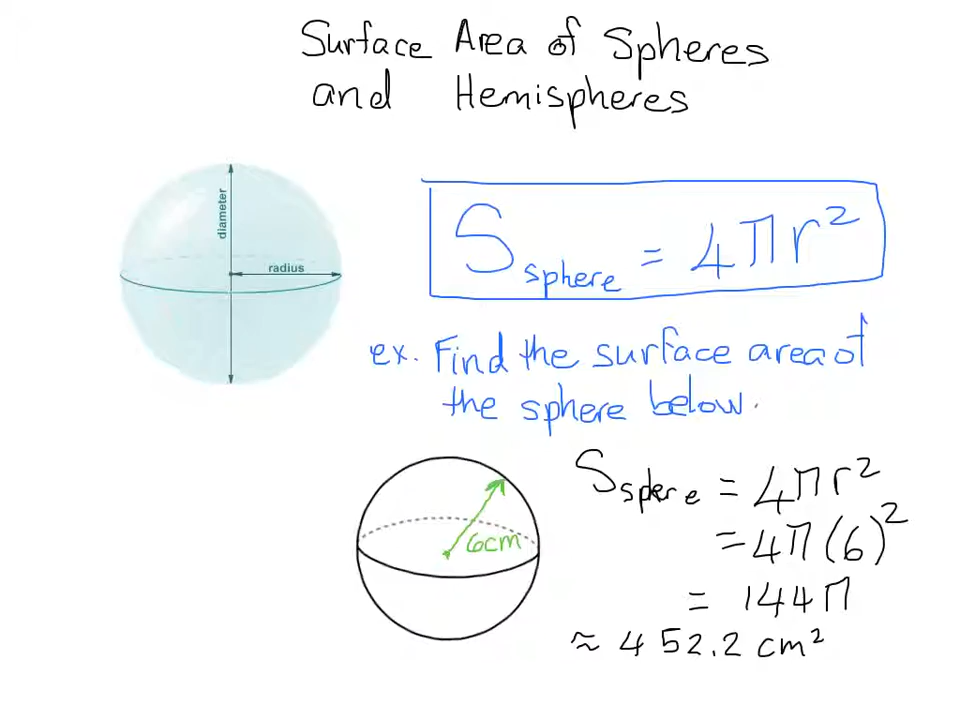 Surface Area of Spheres
and Hemispheres
diameter
radius
S sphere = 4πr²
ex. Find the surface area of
the sphere below.
6cm
S spere = 4πr²
= 4π(6)²
= 144π
≈ 452.2 cm²